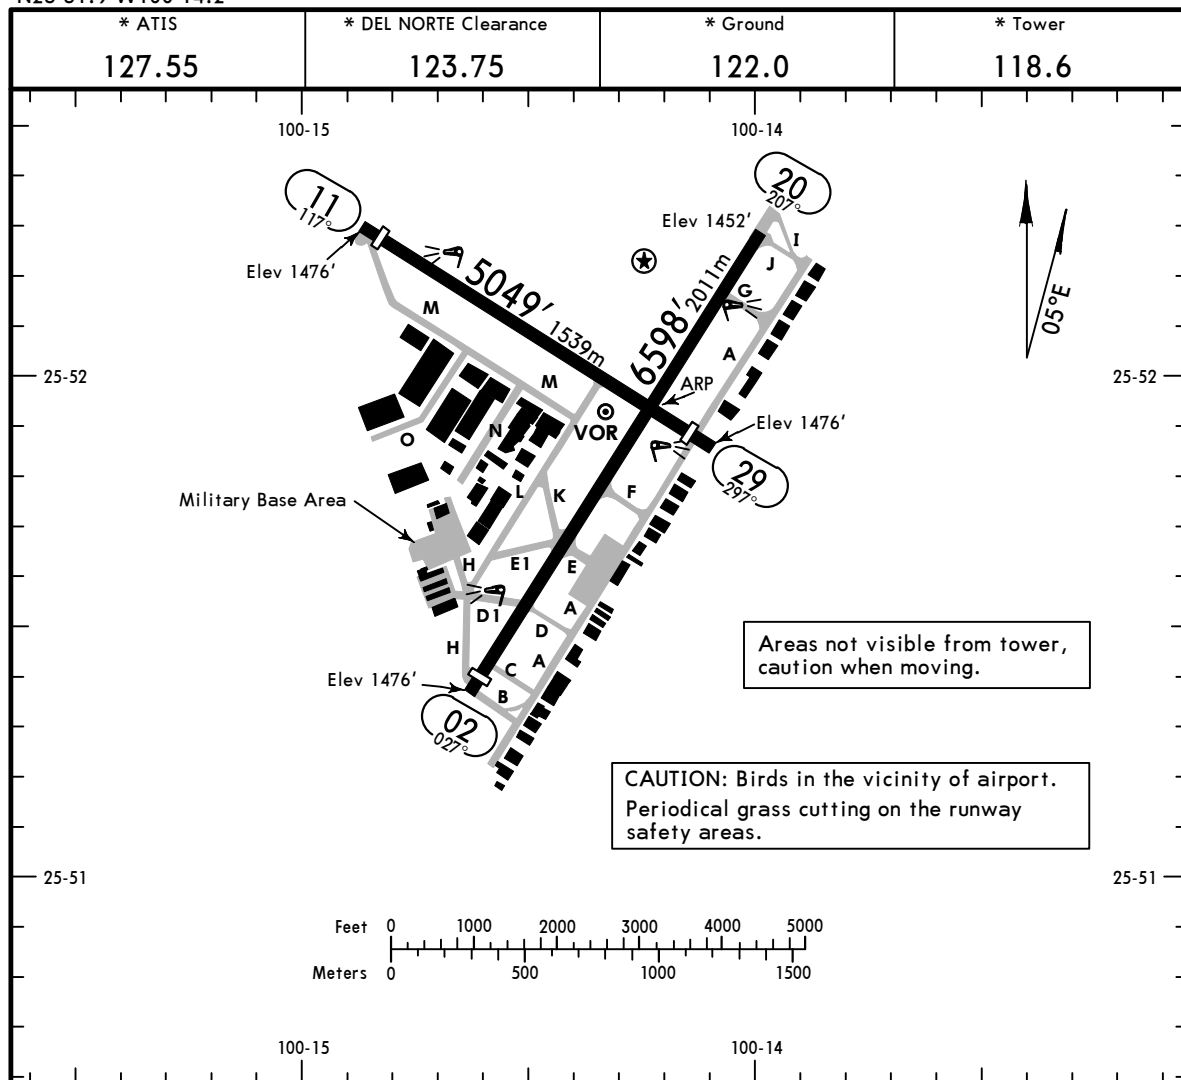 * ATIS
127.55
* DEL NORTE Clearance
123.75
* Ground
122.0
* Tower
118.6
100-15
100-14
11
117°
20
207°
Elev 1452'
I
J
Elev 1476'
5049' 1539m
6598' 2011m
G
05°E
M
A
25-52
25-52
M
ARP
Elev 1476'
O
N
VOR
29
297°
Military Base Area
L
K
F
H
E1
E
D1
A
D
H
A
C
Elev 1476'
B
02
027°
Areas not visible from tower,
caution when moving.
CAUTION: Birds in the vicinity of airport.
Periodical grass cutting on the runway
safety areas.
25-51
25-51
Feet 0 1000 2000 3000 4000 5000
Meters 0 500 1000 1500
100-15
100-14